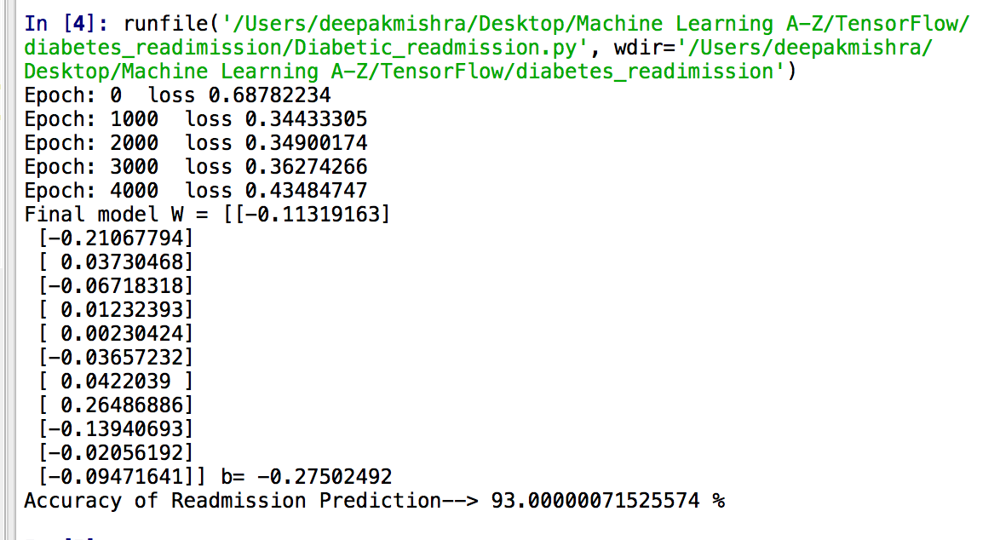 In [4]: runfile('/Users/deepakmishra/Desktop/Machine Learning A-Z/TensorFlow/
diabetes_readimission/Diabetic_readmission.py', wdir='/Users/deepakmishra/
Desktop/Machine Learning A-Z/TensorFlow/diabetes_readimission')
Epoch: 0  loss 0.68782234
Epoch: 1000  loss 0.34433305
Epoch: 2000  loss 0.34900174
Epoch: 3000  loss 0.36274266
Epoch: 4000  loss 0.43484747
Final model W = [[-0.11319163]
 [-0.21067794]
 [ 0.03730468]
 [-0.06718318]
 [ 0.01232393]
 [ 0.00230424]
 [-0.03657232]
 [ 0.0422039 ]
 [ 0.26486886]
 [-0.13940693]
 [-0.02056192]
 [-0.09471641]] b= -0.27502492
Accuracy of Readmission Prediction--> 93.00000071525574 %